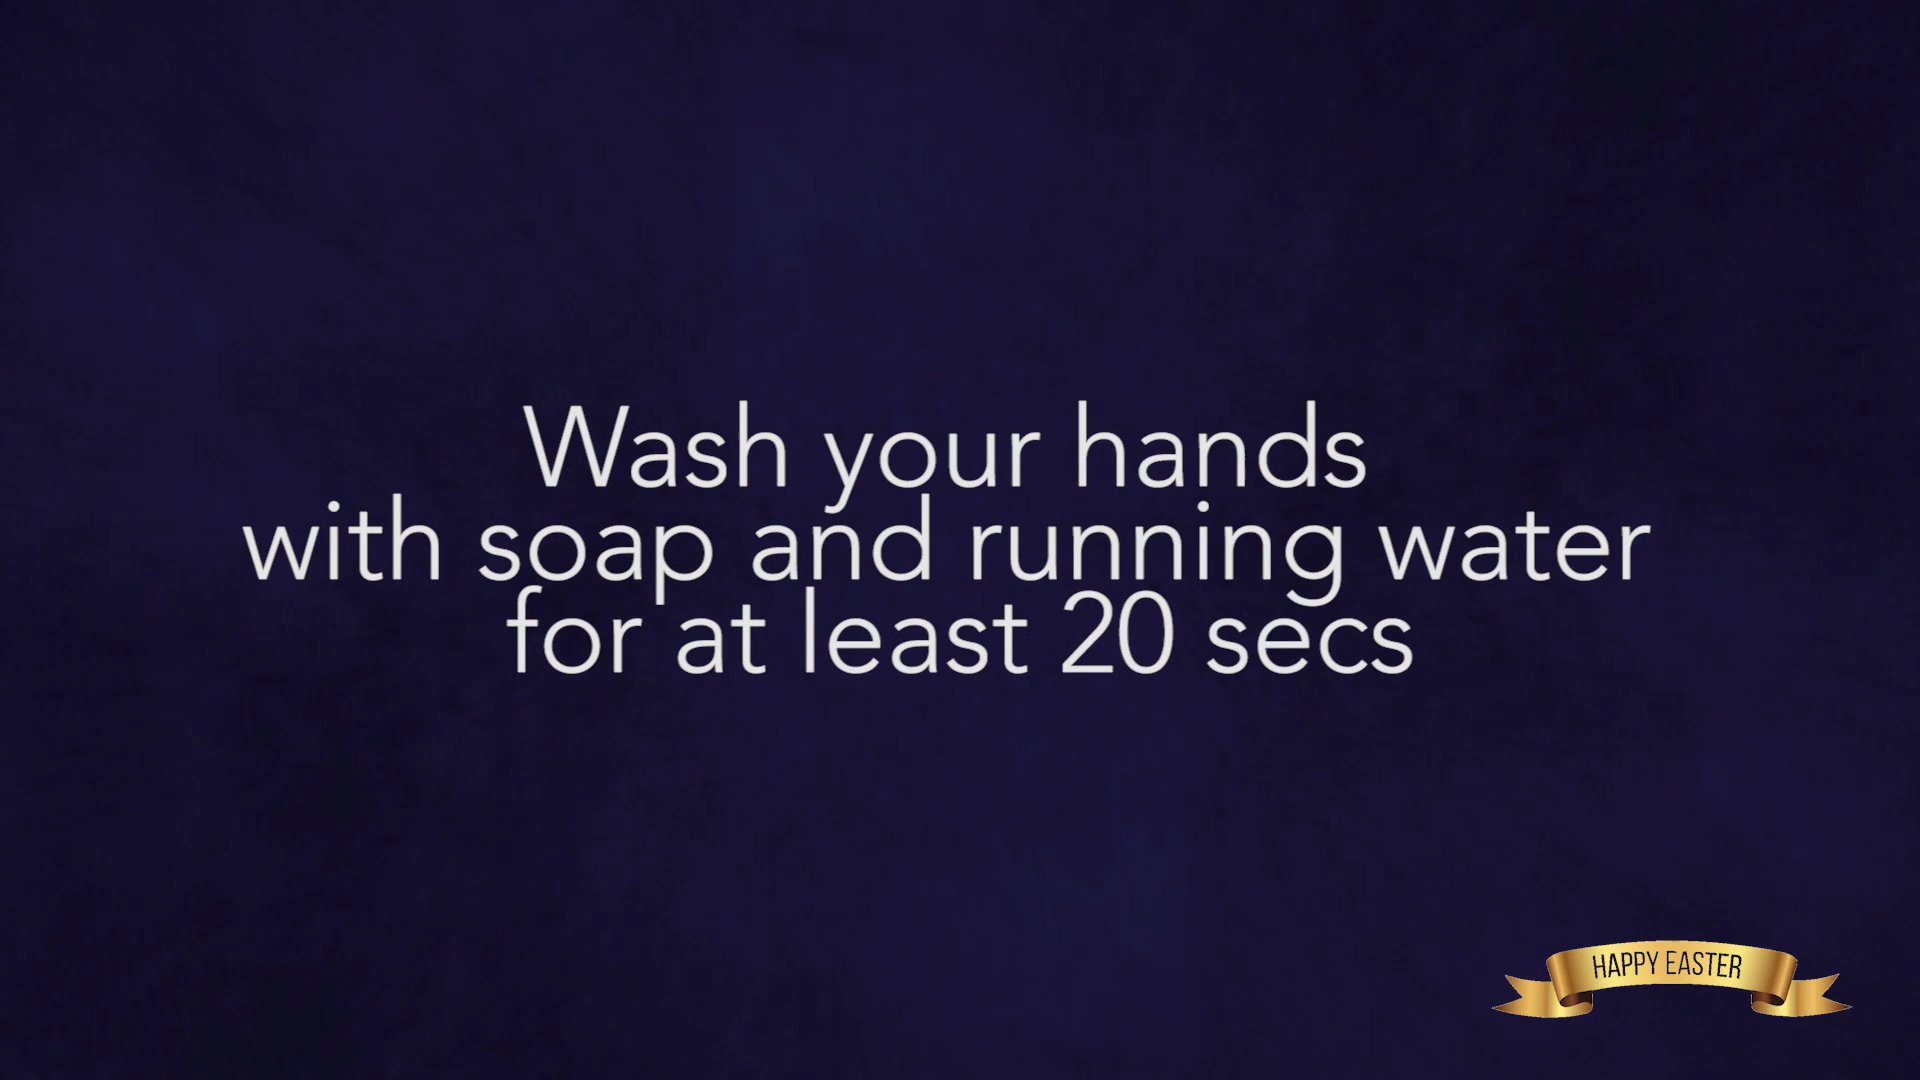 Wash your hands
with soap and running water
for at least 20 secs
HAPPY EASTER